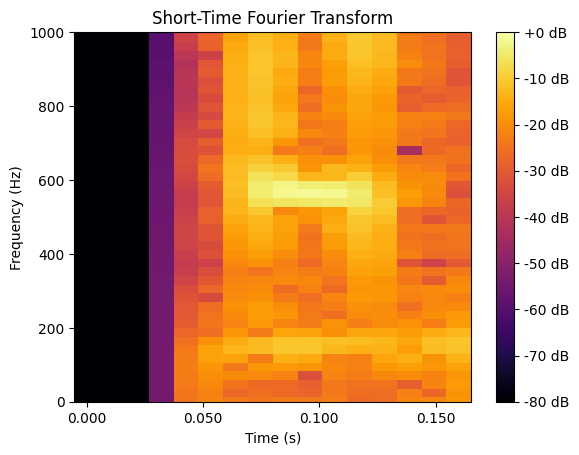 Short-Time Fourier Transform
1000
800
600
400
200
0
Frequency (Hz)
0.000
0.050
0.100
0.150
Time (s)
+0 dB
-10 dB
-20 dB
-30 dB
-40 dB
-50 dB
-60 dB
-70 dB
-80 dB